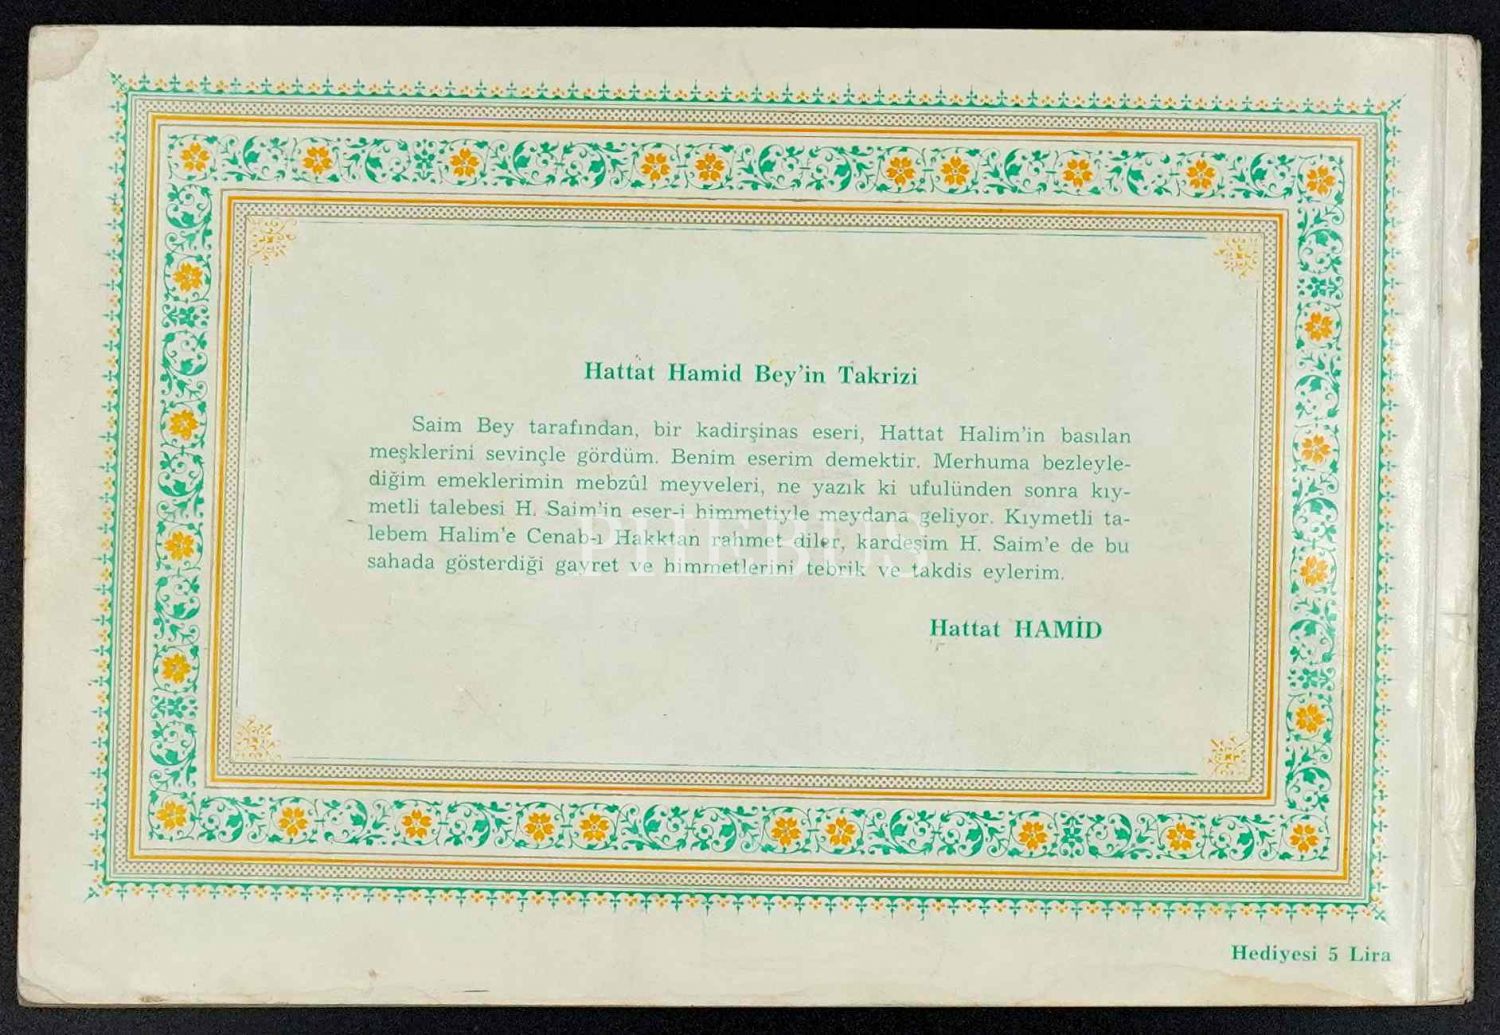 Hattat Hamid Bey'in Takrizi
Saim Bey tarafından, bir kadirşinas eseri, Hattat Halim'in basılan
meşklerini sevinçle gördüm. Benim eserim demektir. Merhuma bezleyle-
diğim emeklerimin mebzûl meyveleri, ne yazık ki ufulünden sonra kıy-
metli talebesi H. Saim'in eser-i himmetiyle meydana geliyor. Kıymetli ta-
lebem Halim'e Cenab-ı Hakktan rahmet diler, kardeşim H. Saim'e de bu
sahada gösterdiği gayret ve himmetlerini tebrik ve takdis eylerim.
PHEBUS
Hattat HAMİD
Hediyesi 5 Lira